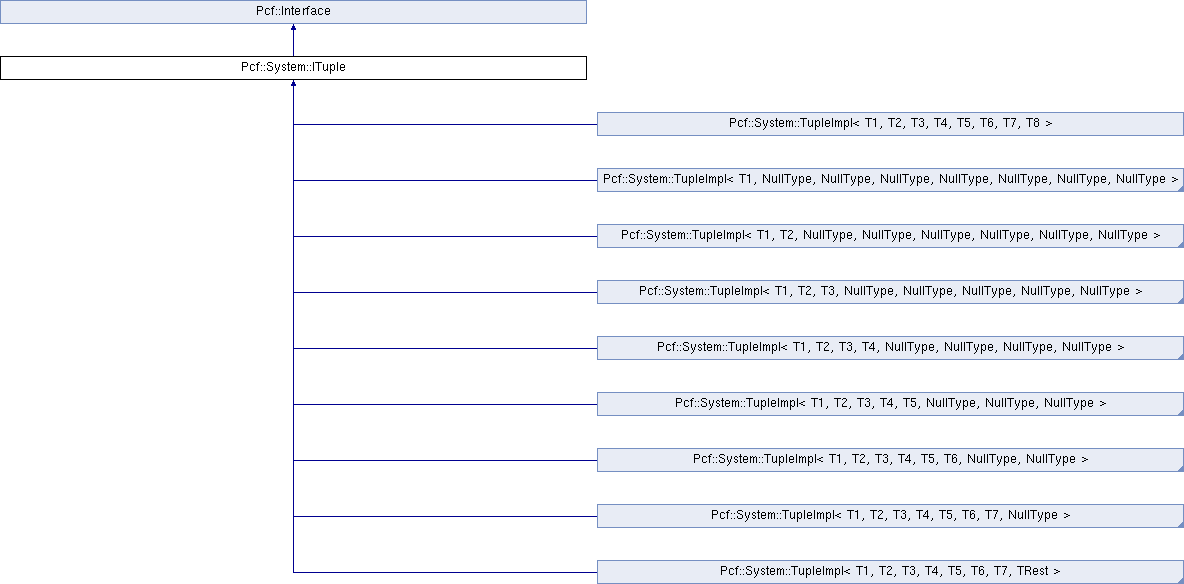 Pcf::Interface
Pcf::System::ITuple
Pcf::System::TupleImpl< T1, T2, T3, T4, T5, T6, T7, T8 >
Pcf::System::TupleImpl< T1, NullType, NullType, NullType, NullType, NullType, NullType, NullType >
Pcf::System::TupleImpl< T1, T2, NullType, NullType, NullType, NullType, NullType, NullType >
Pcf::System::TupleImpl< T1, T2, T3, NullType, NullType, NullType, NullType, NullType >
Pcf::System::TupleImpl< T1, T2, T3, T4, NullType, NullType, NullType, NullType >
Pcf::System::TupleImpl< T1, T2, T3, T4, T5, NullType, NullType, NullType >
Pcf::System::TupleImpl< T1, T2, T3, T4, T5, T6, NullType, NullType >
Pcf::System::TupleImpl< T1, T2, T3, T4, T5, T6, T7, NullType >
Pcf::System::TupleImpl< T1, T2, T3, T4, T5, T6, T7, TRest >